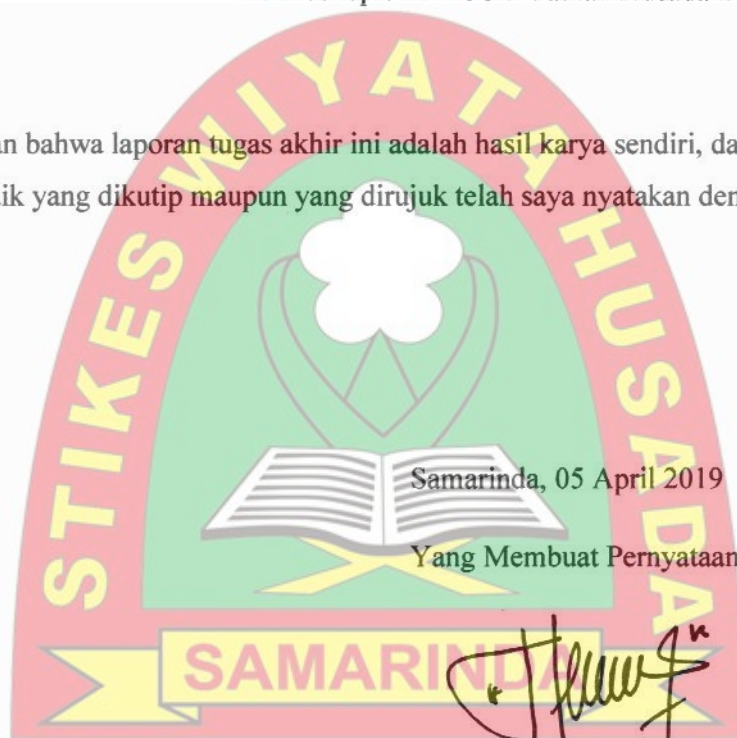 an bahwa laporan tugas akhir ini adalah hasil karya sendiri, da
ik yang dikutip maupun yang dirujuk telah saya nyatakan den
STIKES WIYATA HUSADA
Samarinda, 05 April 2019
Yang Membuat Pernyataan
SAMARINDA